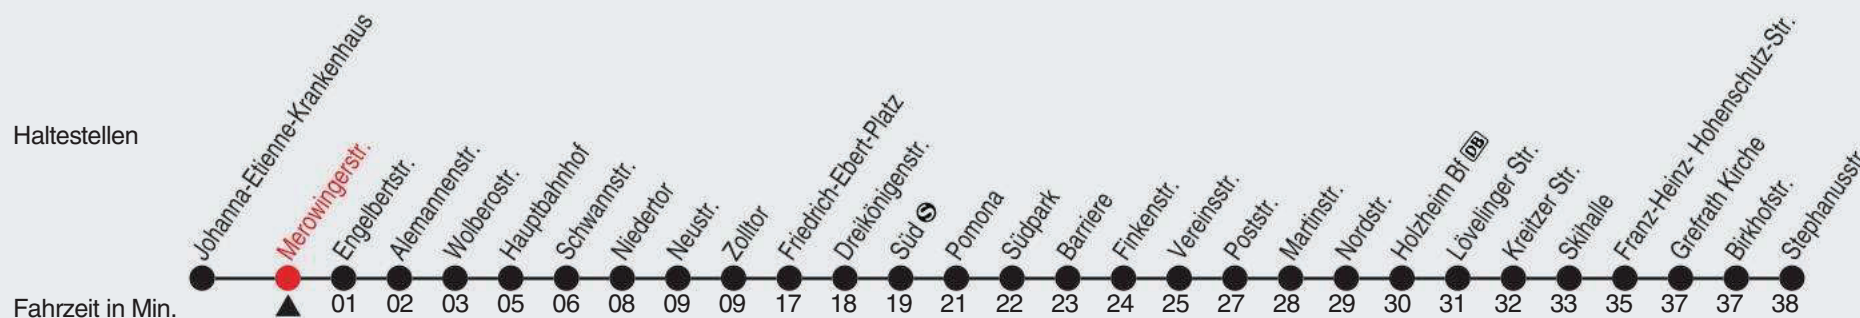 Haltestellen
Johanna-Etienne-Krankenhaus
Merowingerstr.
Engelbertstr.
Alemannenstr.
Wolberostr.
Hauptbahnhof
Schwannstr.
Niedertor
Neustr.
Zolltor
Friedrich-Ebert-Platz
Dreikönigenstr.
Süd S
Pomona
Südpark
Barriere
Finkenstr.
Vereinsstr.
Poststr.
Martinstr.
Nordstr.
Holzheim Bf DB
Lövelinger Str.
Kreitzer Str.
Skihalle
Franz-Heinz- Hohenschutz-Str.
Grefrath Kirche
Birkhofstr.
Stephanusstr
Fahrzeit in Min. 01 02 03 05 06 08 09 09 17 18 19 21 22 23 24 25 27 28 29 30 31 32 33 35 37 37 38